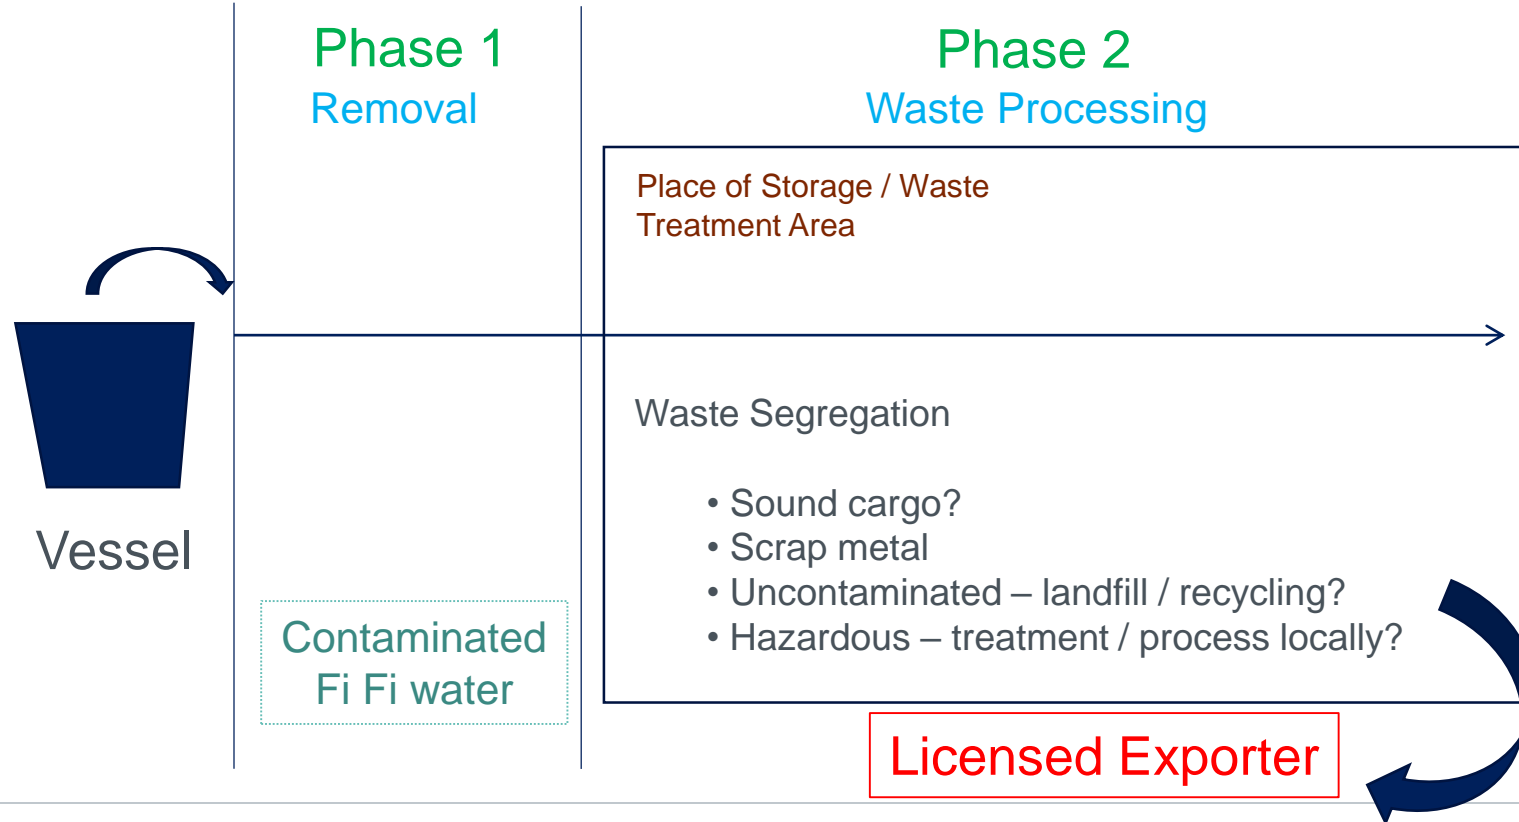 Phase 1
Removal
Phase 2
Waste Processing
Place of Storage / Waste
Treatment Area
Vessel
Contaminated
Fi Fi water
Waste Segregation
• Sound cargo?
• Scrap metal
• Uncontaminated – landfill / recycling?
• Hazardous – treatment / process locally?
Licensed Exporter